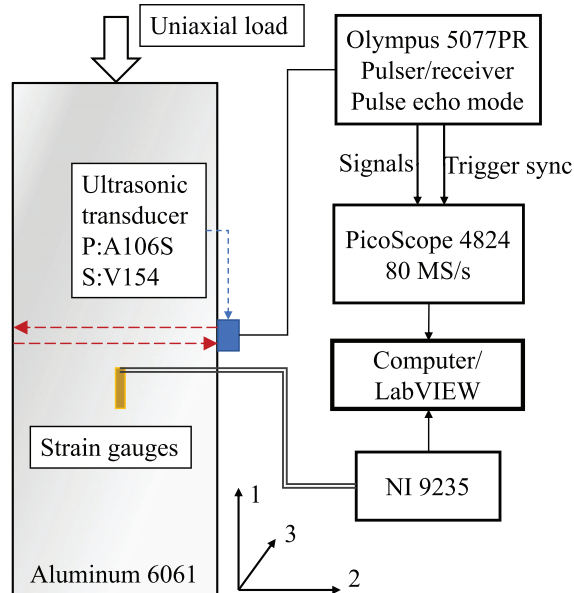 Uniaxial load
Olympus 5077PR
Pulser/receiver
Pulse echo mode
Signals
Trigger sync
Ultrasonic
transducer
P:A106S
S:V154
PicoScope 4824
80 MS/s
Computer/
LabVIEW
Strain gauges
NI 9235
1
3
2
Aluminum 6061